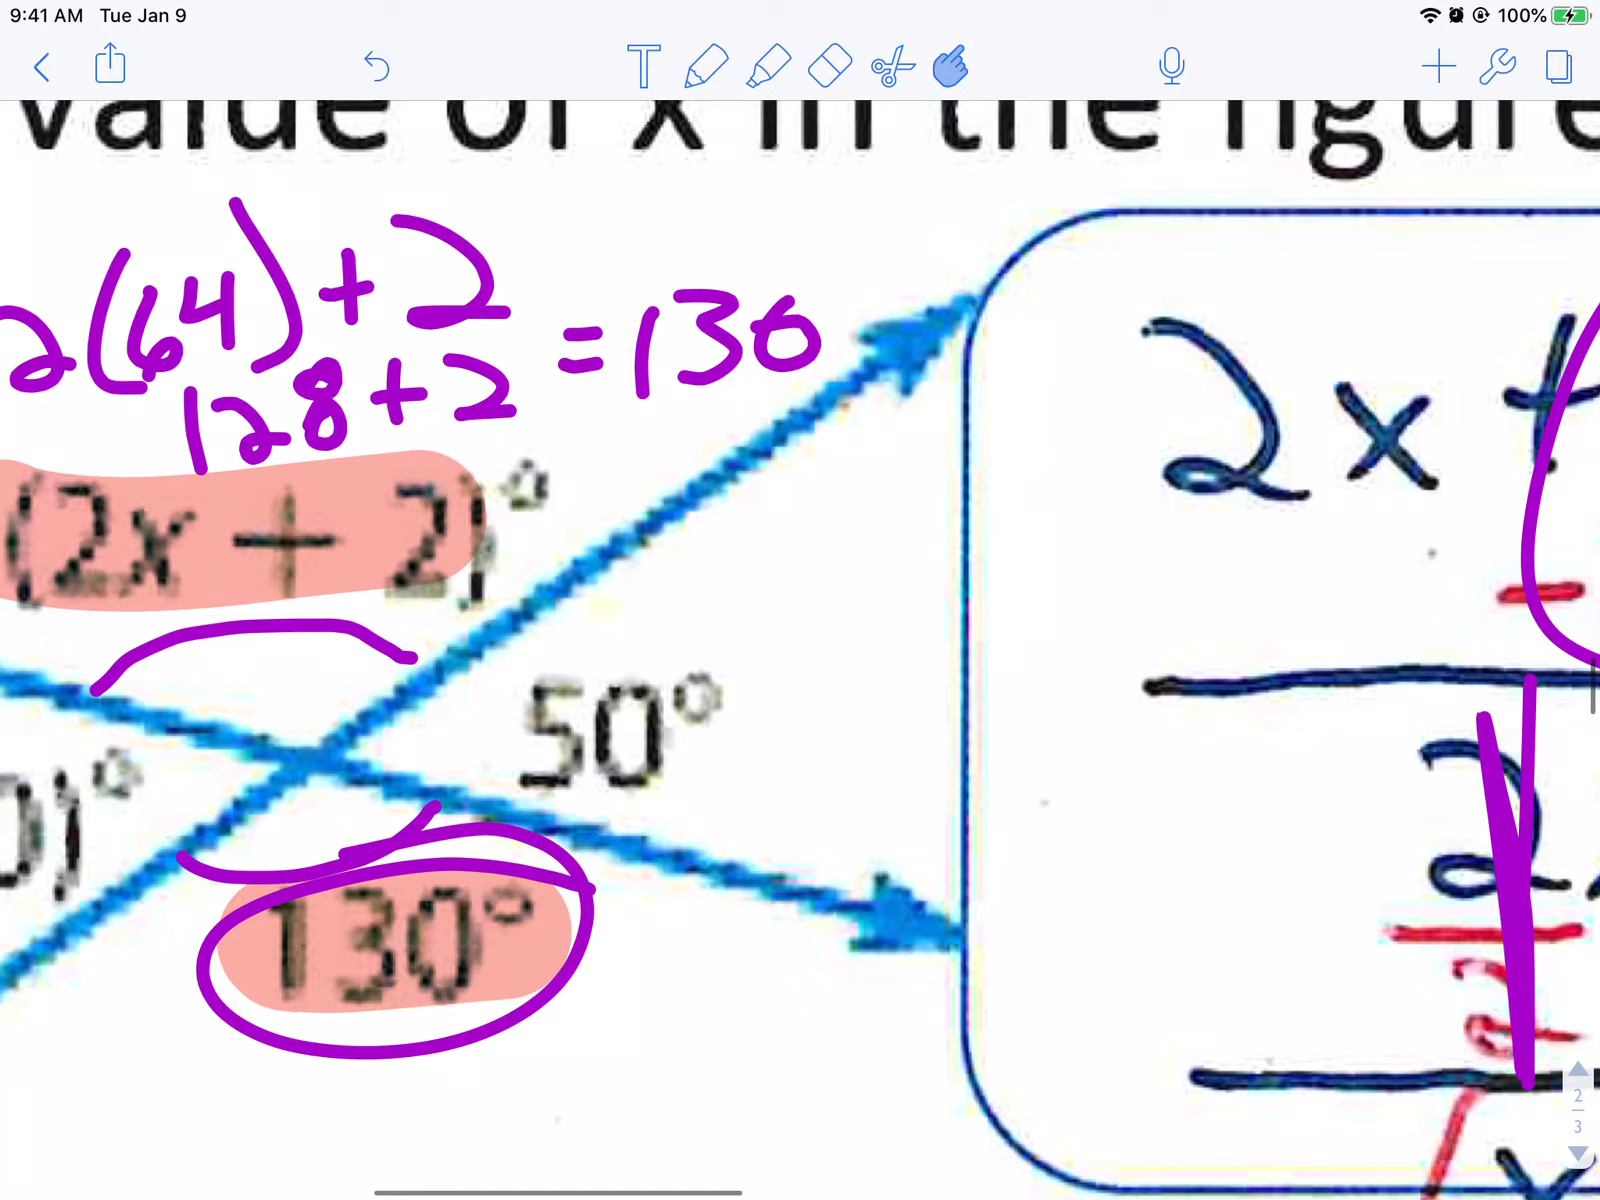 9:41 AM Tue Jan 9
100%
value of x in the figure
2(64)+2
128+2 =130
(2x + 2)°
50°
0)°
130°
2x +
-
2
2
x
2
3